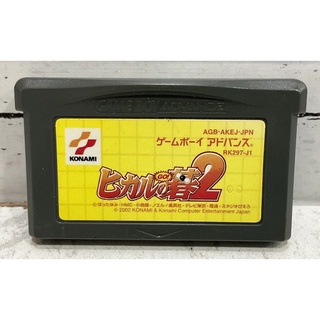 GAME BOY ADVANCE
AGB-AKEJ-JPN
ゲームボーイ アドバンス®
RK297-J1
KONAMI
ヒカルの碁2
GO!
© 2002 KONAMI & Konami Computer Entertainment Japan